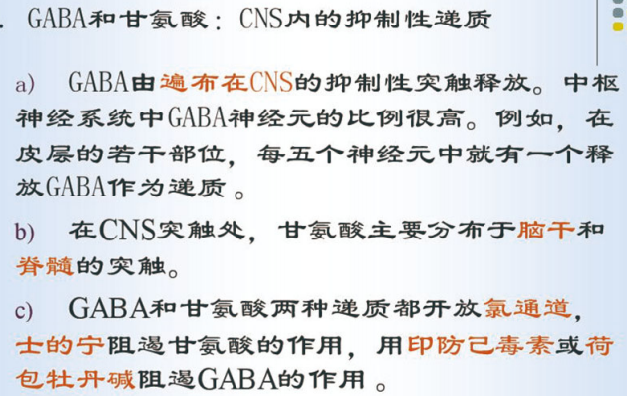 . GABA和甘氨酸：CNS内的抑制性递质
a) GABA由遍布在CNS的抑制性突触释放。中枢
神经系统中GABA神经元的比例很高。例如，在
皮层的若干部位，每五个神经元中就有一个释
放GABA作为递质。
b) 在CNS突触处，甘氨酸主要分布于脑干和
脊髓的突触。
c) GABA和甘氨酸两种递质都开放氯通道，
士的宁阻遏甘氨酸的作用，用印防己毒素或荷
包牡丹碱阻遏GABA的作用。